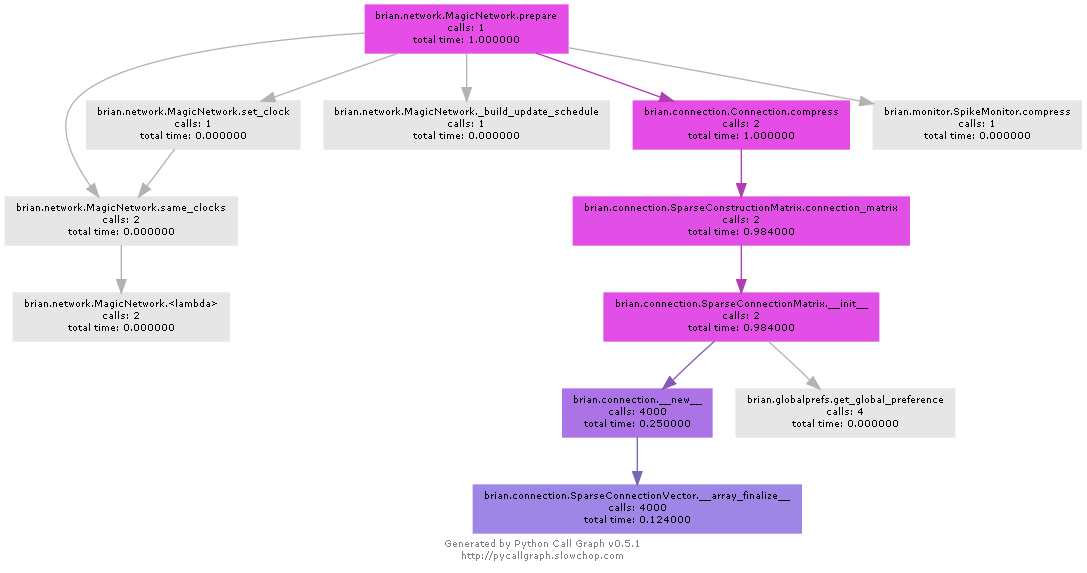 brian.network.MagicNetwork.prepare
calls: 1
total time: 1.000000
brian.network.MagicNetwork.set_clock
calls: 1
total time: 0.000000
brian.network.MagicNetwork._build_update_schedule
calls: 1
total time: 0.000000
brian.connection.Connection.compress
calls: 2
total time: 1.000000
brian.monitor.SpikeMonitor.compress
calls: 1
total time: 0.000000
brian.network.MagicNetwork.same_clocks
calls: 2
total time: 0.000000
brian.connection.SparseConstructionMatrix.connection_matrix
calls: 2
total time: 0.984000
brian.network.MagicNetwork.<lambda>
calls: 2
total time: 0.000000
brian.connection.SparseConnectionMatrix.__init__
calls: 2
total time: 0.984000
brian.connection.__new__
calls: 4000
total time: 0.250000
brian.globalprefs.get_global_preference
calls: 4
total time: 0.000000
brian.connection.SparseConnectionVector.__array_finalize__
calls: 4000
total time: 0.124000
Generated by Python Call Graph v0.5.1
http://pycallgraph.slowchop.com